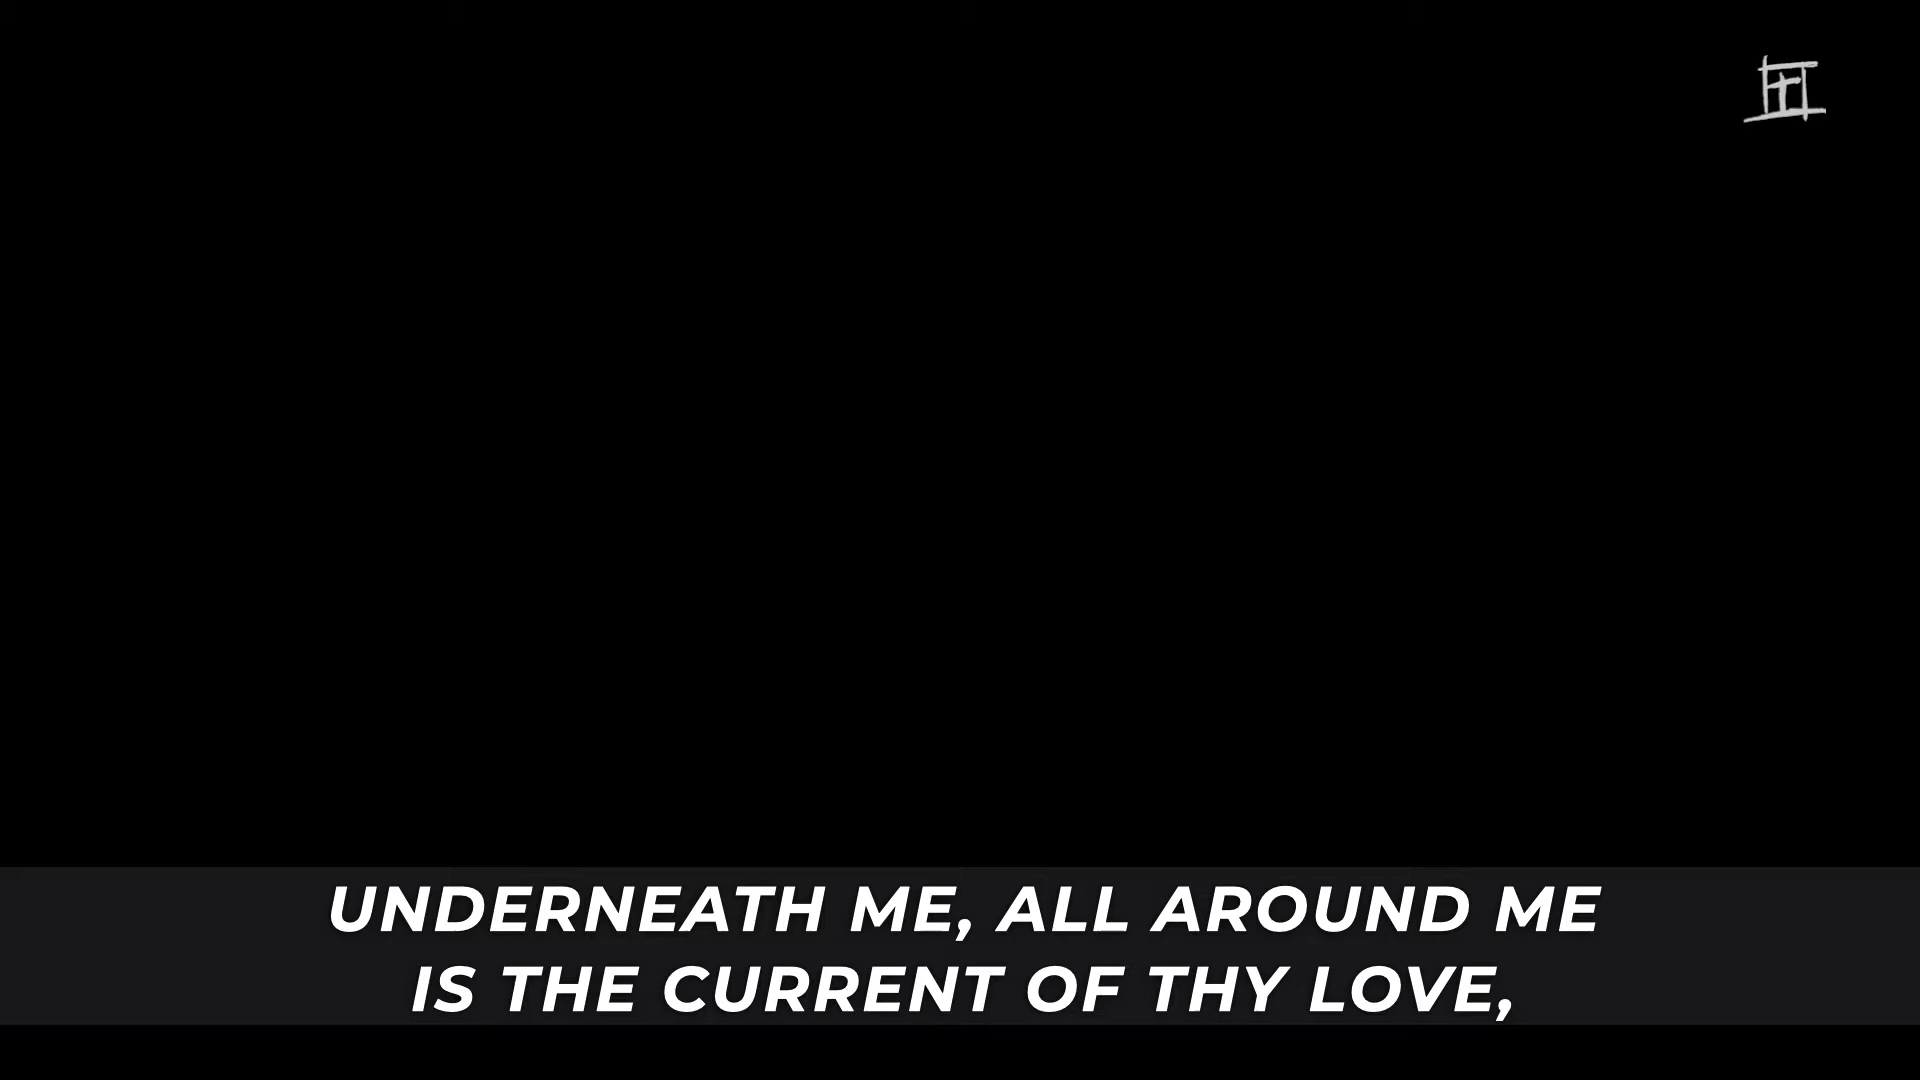 UNDERNEATH ME, ALL AROUND ME
IS THE CURRENT OF THY LOVE,